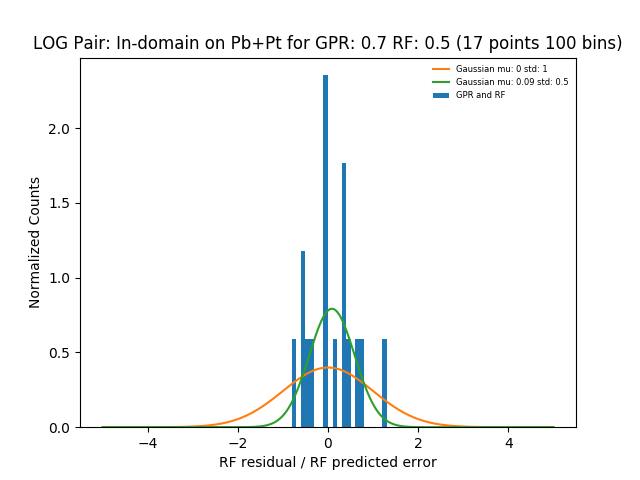 LOG Pair: In-domain on Pb+Pt for GPR: 0.7 RF: 0.5 (17 points 100 bins)
Gaussian mu: 0 std: 1
Gaussian mu: 0.09 std: 0.5
GPR and RF
Normalized Counts
2.0
1.5
1.0
0.5
0.0
−4
−2
0
2
4
RF residual / RF predicted error